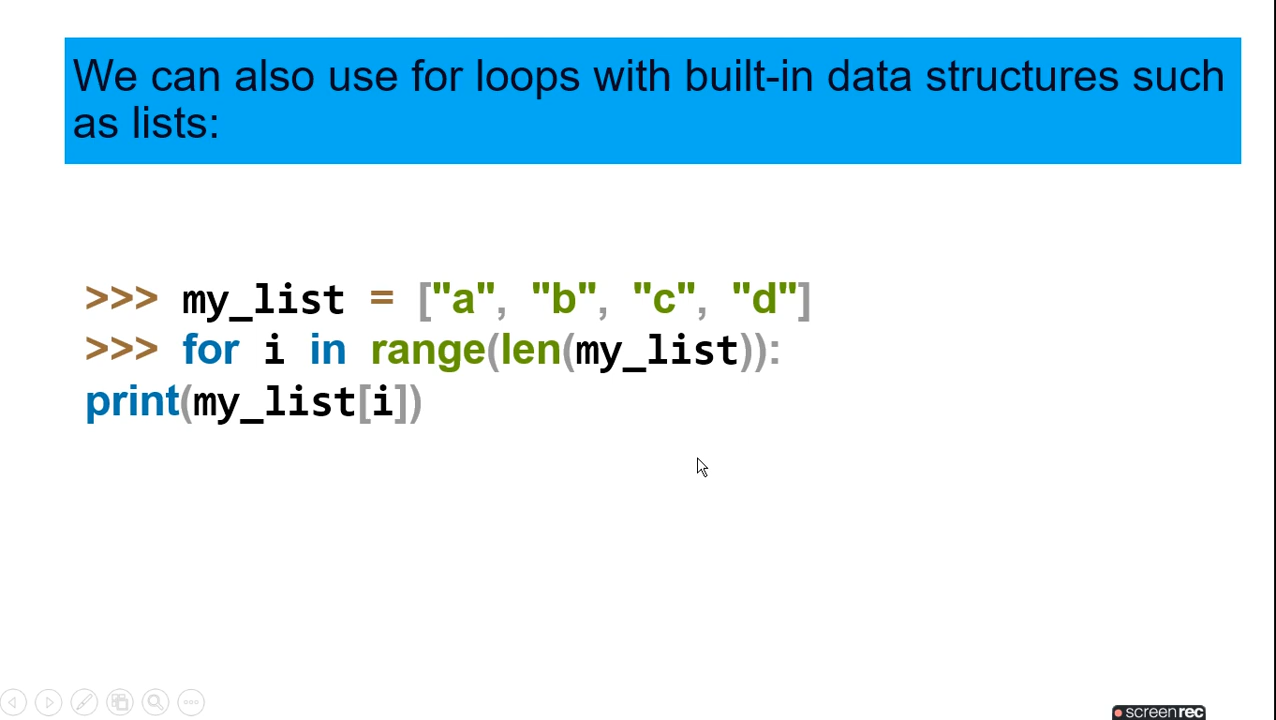 We can also use for loops with built-in data structures such
as lists:
>>> my_list = ["a", "b", "c", "d"]
>>> for i in range(len(my_list)):
print(my_list[i])
screenrec